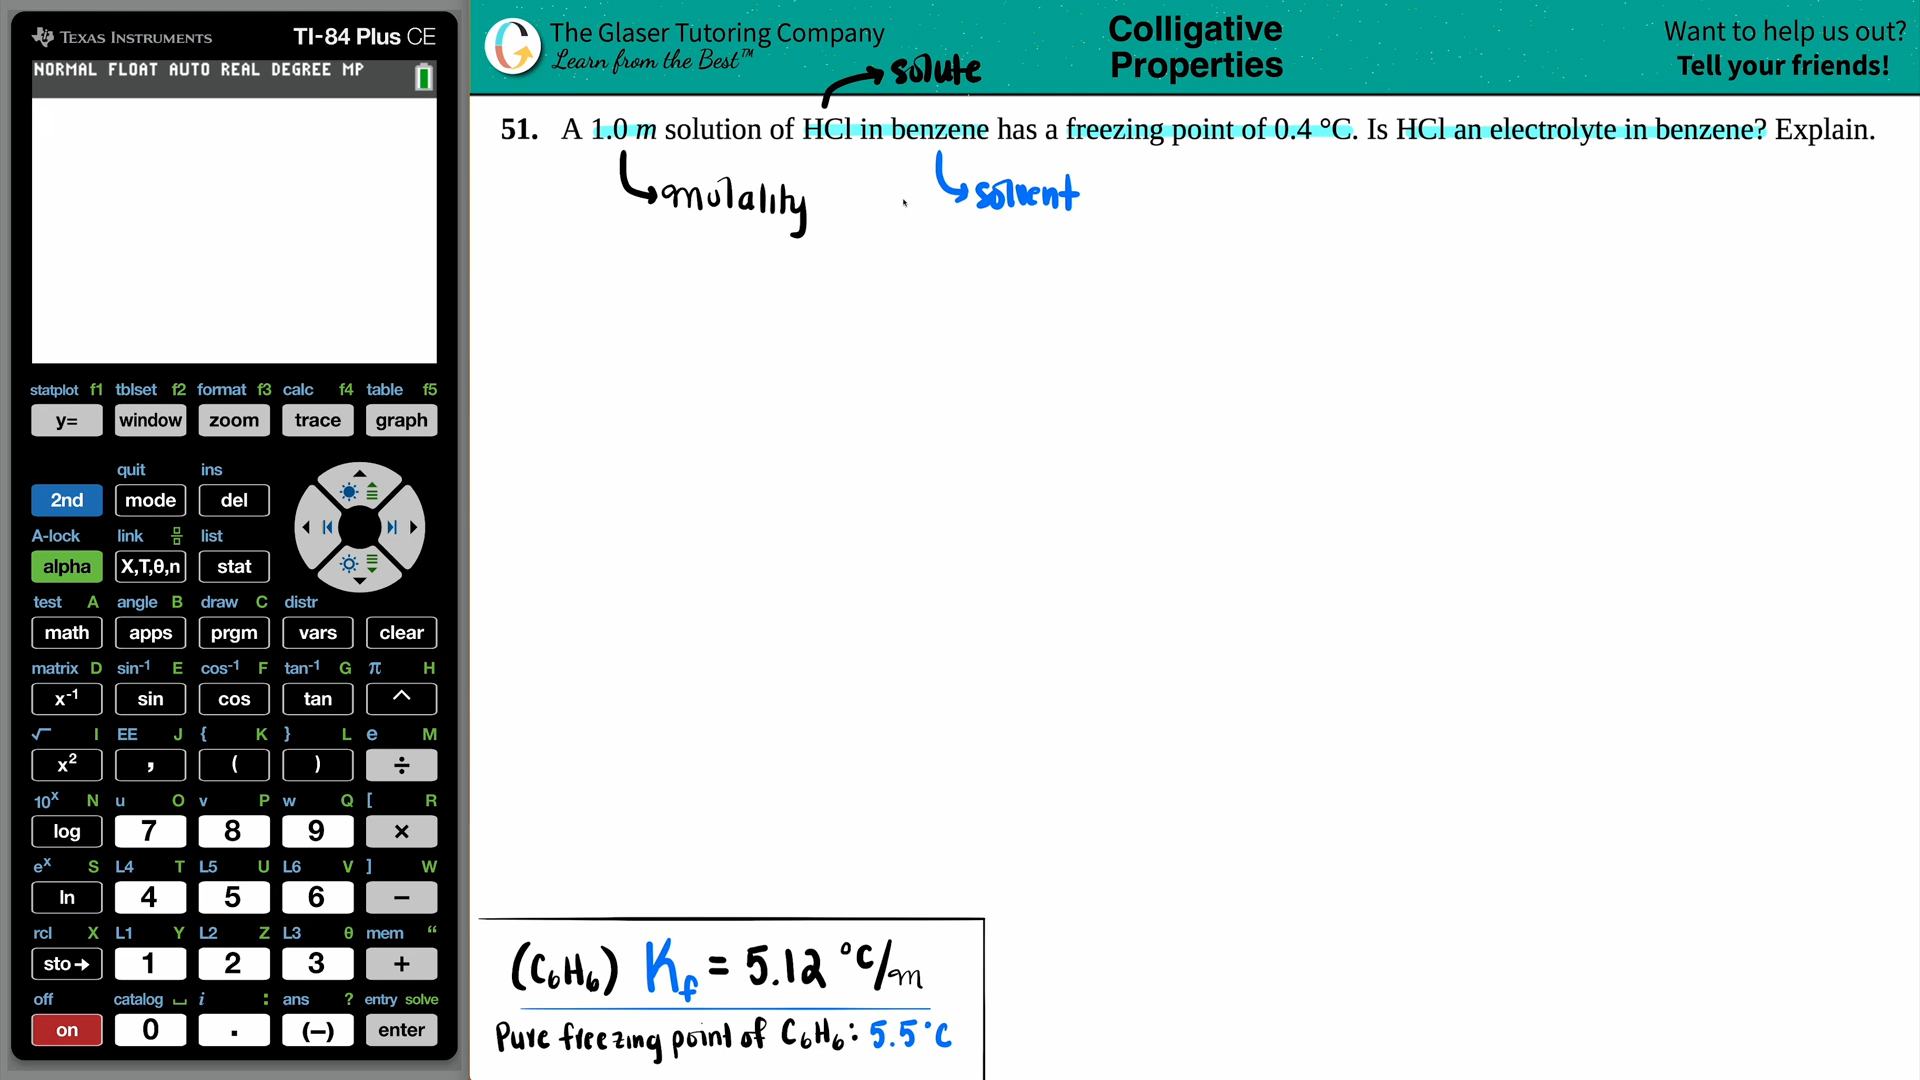 TEXAS INSTRUMENTS TI-84 Plus CE
NORMAL FLOAT AUTO REAL DEGREE MP
statplot f1 tblset f2 format f3 calc f4 table f5
y= window zoom trace graph
quit ins
2nd mode del
A-lock link list
alpha X,T,θ,n stat
test A angle B draw C distr
math apps prgm vars clear
matrix D sin⁻¹ E cos⁻¹ F tan⁻¹ G π H
x⁻¹ sin cos tan ^
√ I EE J { K } L e M
x² , ( ) ÷
10ˣ N u O v P w Q [ R
log 7 8 9 ×
eˣ S L4 T L5 U L6 V ] W
ln 4 5 6 −
rcl X L1 Y L2 Z L3 θ mem “
sto→ 1 2 3 +
off catalog ⎵ i : ans ? entry solve
on 0 . (−) enter
The Glaser Tutoring Company
Learn from the Best™
Colligative
Properties
Want to help us out?
Tell your friends!
solute
51. A 1.0 m solution of HCl in benzene has a freezing point of 0.4 °C. Is HCl an electrolyte in benzene? Explain.
molality
solvent
(C₆H₆) Kf = 5.12 °C/m
Pure freezing point of C₆H₆: 5.5°C